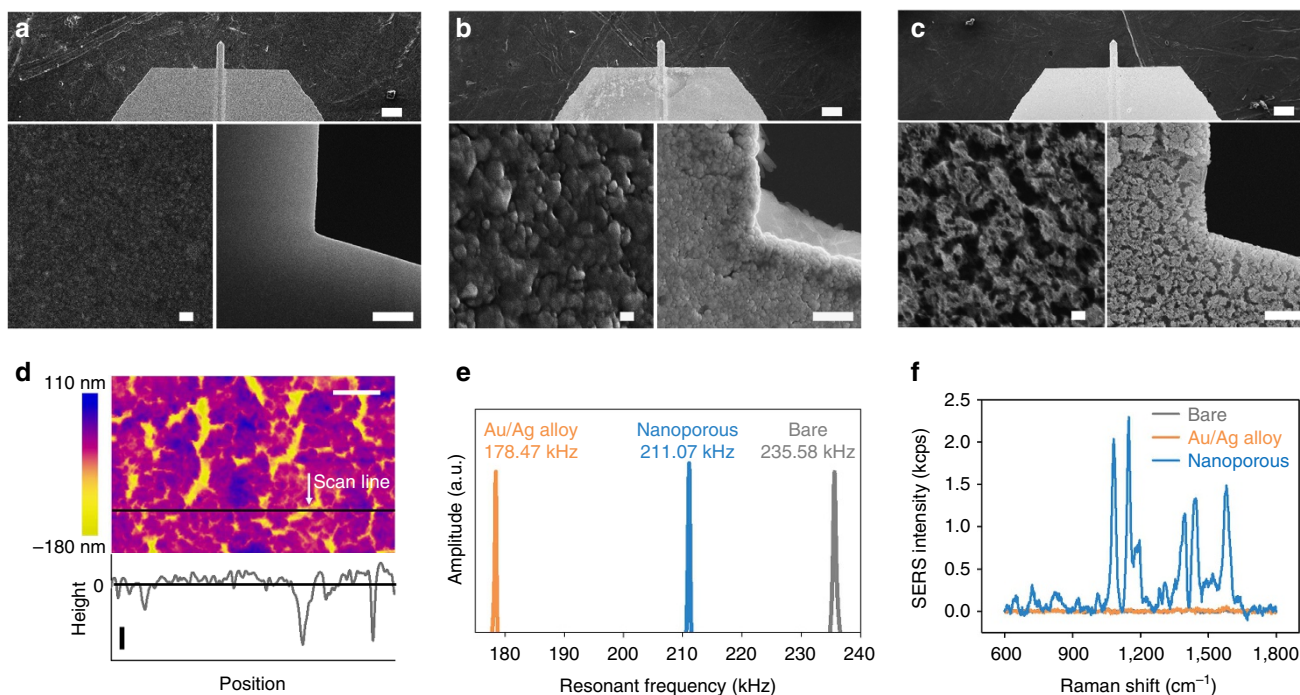 a
b
c
d
110 nm
–180 nm
Scan line
0
Height
Position
e
Au/Ag alloy
178.47 kHz
Nanoporous
211.07 kHz
Bare
235.58 kHz
Amplitude (a.u.)
180 190 200 210 220 230 240
Resonant frequency (kHz)
f
Bare
Au/Ag alloy
Nanoporous
2.5
2.0
1.5
1.0
0.5
0.0
SERS intensity (kcps)
600 900 1,200 1,500 1,800
Raman shift (cm⁻¹)